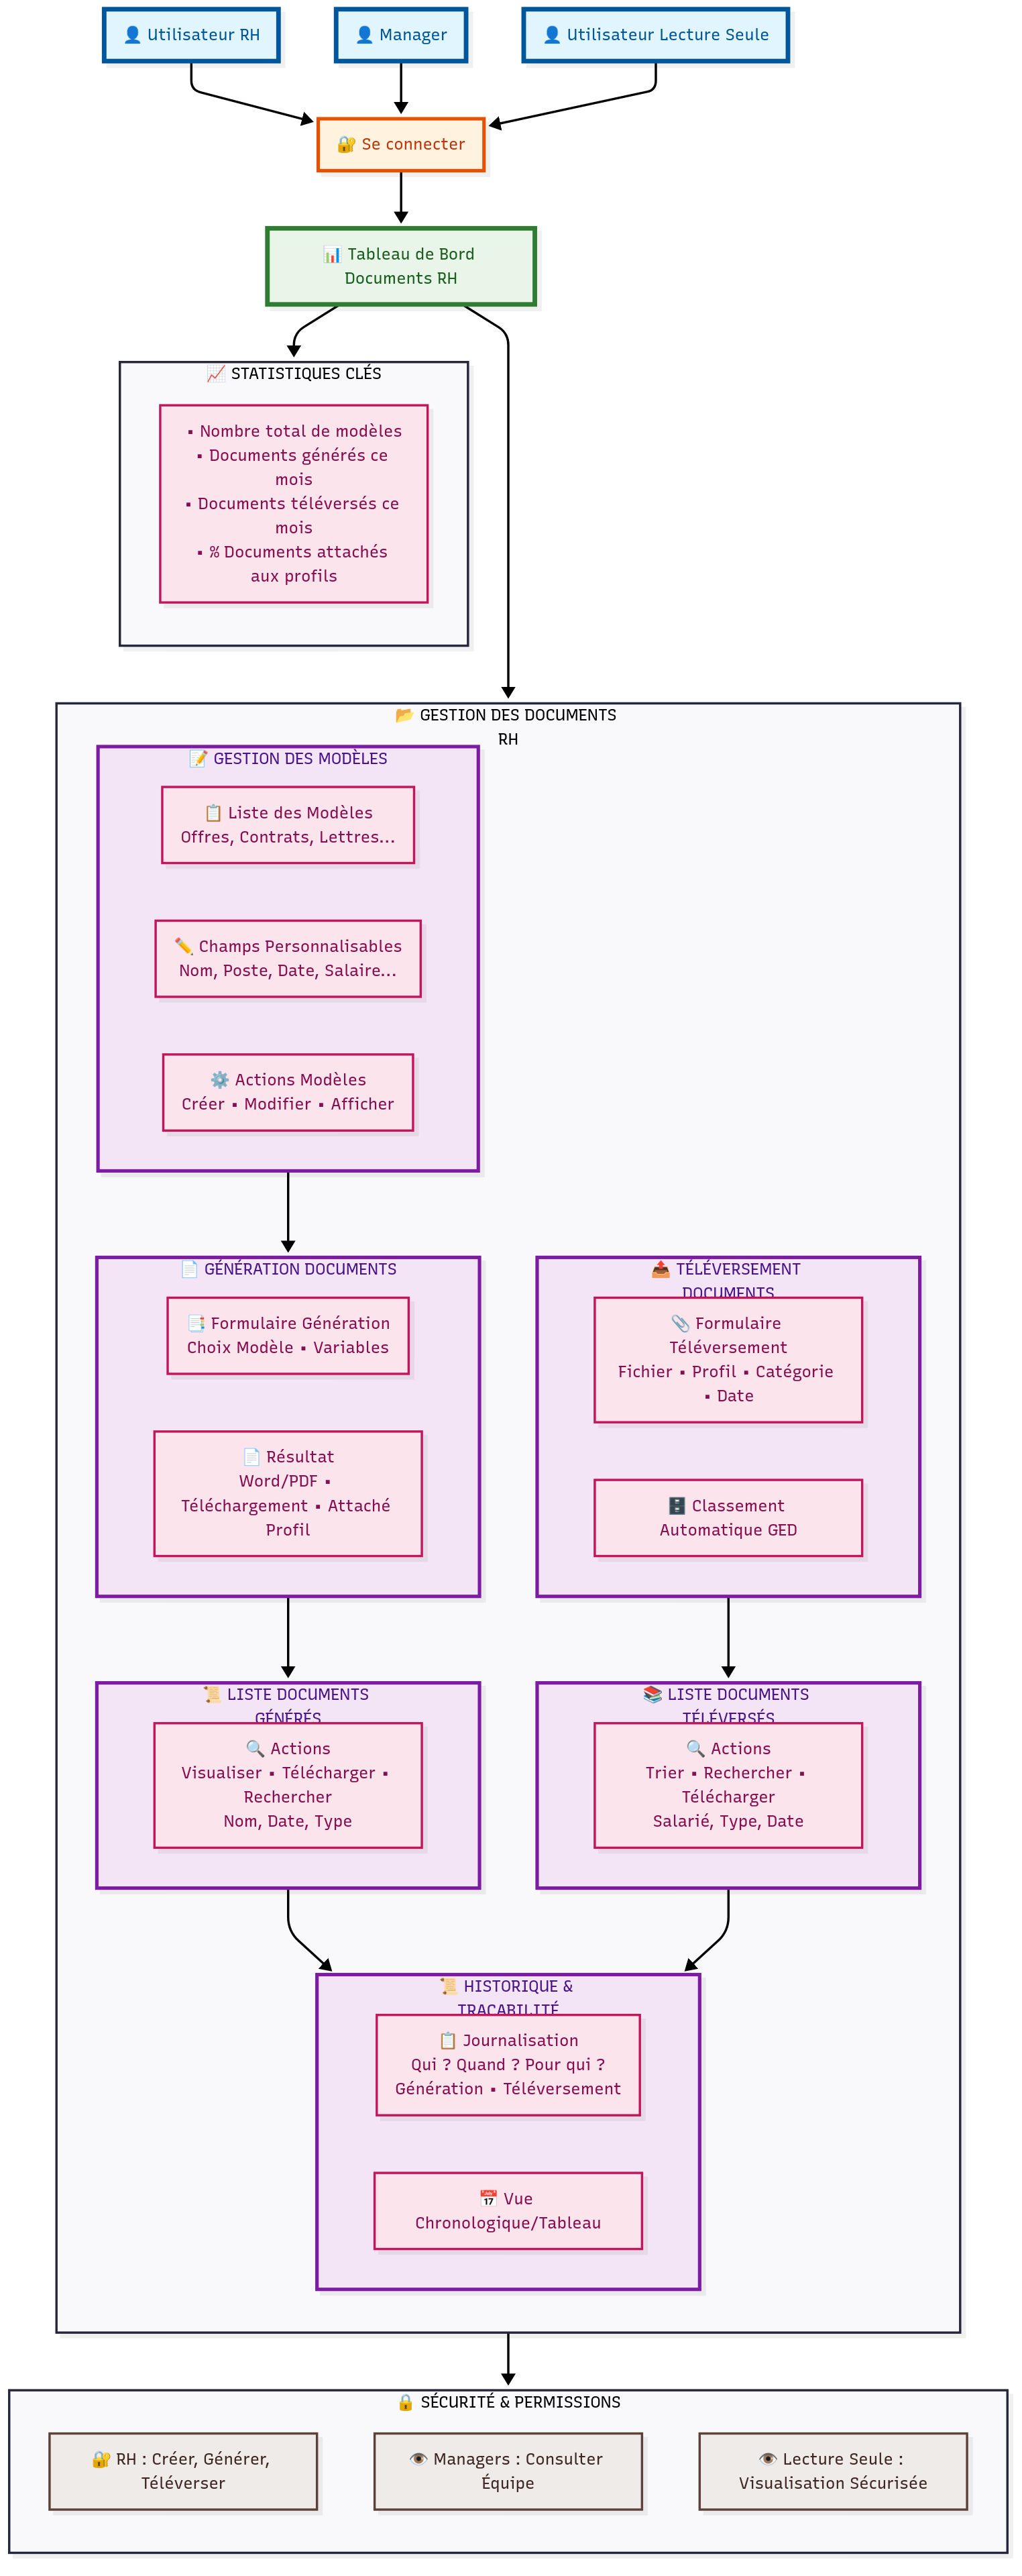 👤 Utilisateur RH
👤 Manager
👤 Utilisateur Lecture Seule
🔐 Se connecter
📊 Tableau de Bord
Documents RH
📈 STATISTIQUES CLÉS
▪ Nombre total de modèles
▪ Documents générés ce
mois
▪ Documents téléversés ce
mois
▪ % Documents attachés
aux profils
📂 GESTION DES DOCUMENTS
RH
📝 GESTION DES MODÈLES
📋 Liste des Modèles
Offres, Contrats, Lettres...
✏️ Champs Personnalisables
Nom, Poste, Date, Salaire...
⚙️ Actions Modèles
Créer ▪ Modifier ▪ Afficher
📄 GÉNÉRATION DOCUMENTS
📑 Formulaire Génération
Choix Modèle ▪ Variables
📄 Résultat
Word/PDF ▪
Téléchargement ▪ Attaché
Profil
📤 TÉLÉVERSEMENT
DOCUMENTS
📎 Formulaire
Téléversement
Fichier ▪ Profil ▪ Catégorie
▪ Date
🗄️ Classement
Automatique GED
📜 LISTE DOCUMENTS
GÉNÉRÉS
🔍 Actions
Visualiser ▪ Télécharger ▪
Rechercher
Nom, Date, Type
📚 LISTE DOCUMENTS
TÉLÉVERSÉS
🔍 Actions
Trier ▪ Rechercher ▪
Télécharger
Salarié, Type, Date
📜 HISTORIQUE &
TRAÇABILITÉ
📋 Journalisation
Qui ? Quand ? Pour qui ?
Génération ▪ Téléversement
📅 Vue
Chronologique/Tableau
🔒 SÉCURITÉ & PERMISSIONS
🔐 RH : Créer, Générer,
Téléverser
👁️ Managers : Consulter
Équipe
👁️ Lecture Seule :
Visualisation Sécurisée